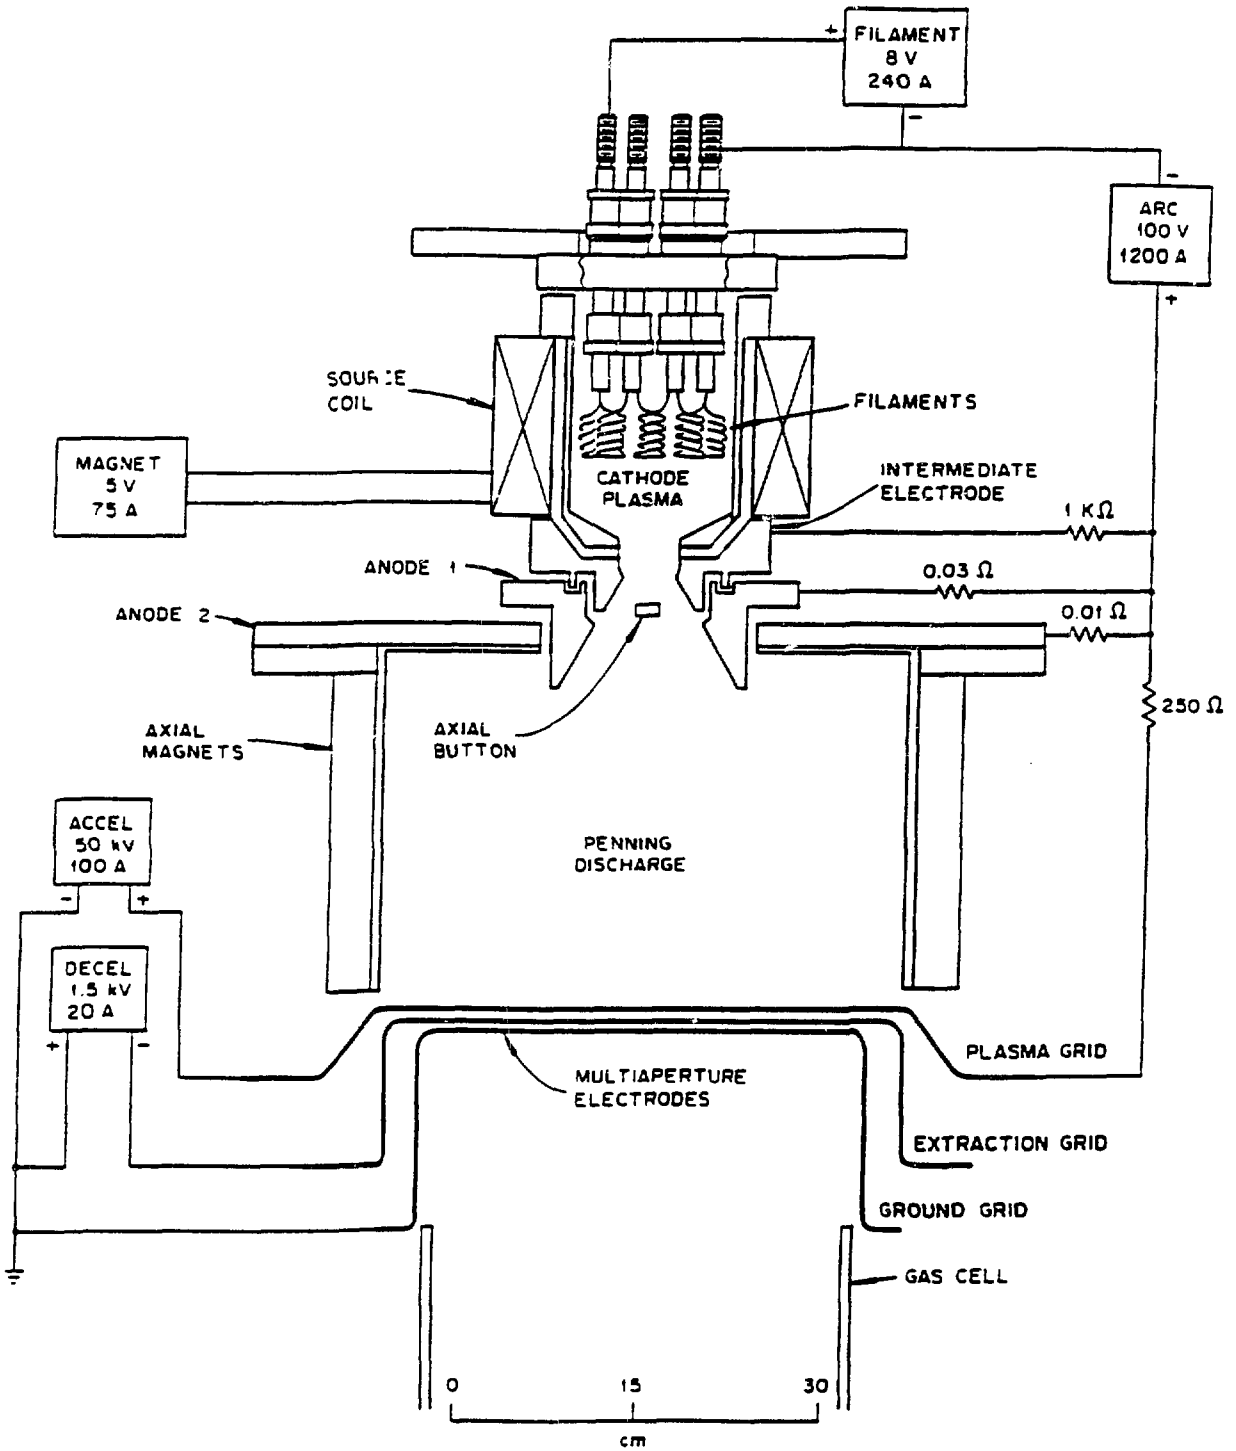 +
FILAMENT
8 V
240 A
-
-
ARC
100 V
1200 A
+
SOURCE
COIL
FILAMENTS
MAGNET
5 V
75 A
CATHODE
PLASMA
INTERMEDIATE
ELECTRODE
1 KΩ
ANODE 1
0.03 Ω
ANODE 2
0.01 Ω
250 Ω
AXIAL
MAGNETS
AXIAL
BUTTON
ACCEL
50 kV
100 A
- +
PENNING
DISCHARGE
DECEL
1.5 kV
20 A
+ -
PLASMA GRID
MULTIAPERTURE
ELECTRODES
EXTRACTION GRID
GROUND GRID
GAS CELL
0 15 30
cm